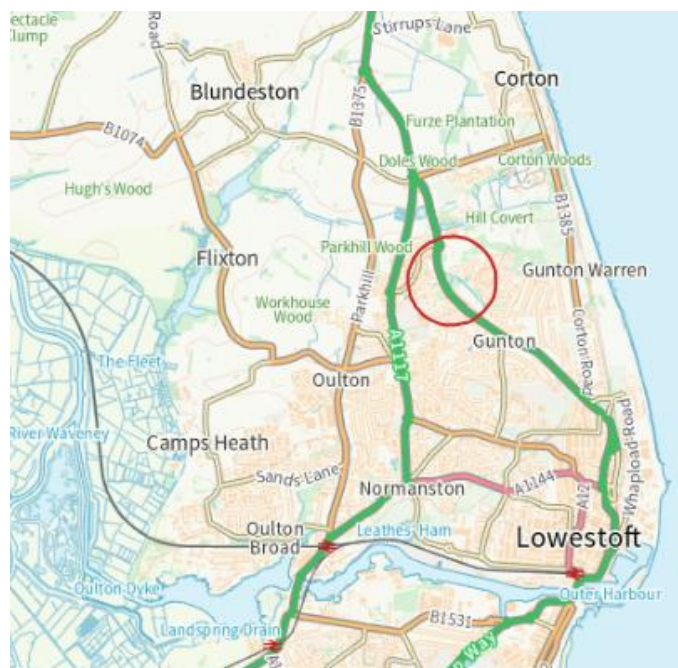 ectacle
Clump
Road
Stirrups Lane
Corton
Blundeston
B1375
B1074
Furze Plantation
Doles Wood
Corton Woods
Hugh's Wood
Hill Covert
B1385
Parkhill Wood
Flixton
Gunton Warren
Workhouse
Wood
Parkhill
Corton Road
Gunton
A1117
The Fleet
Oulton
River Waveney
Camps Heath
Whapload Road
Sands Lane
Normanston
A1144
A12
Oulton
Broad
Leathes' Ham
Lowestoft
Oulton Dyke
Outer Harbour
Landspring Drain
B1531
Way